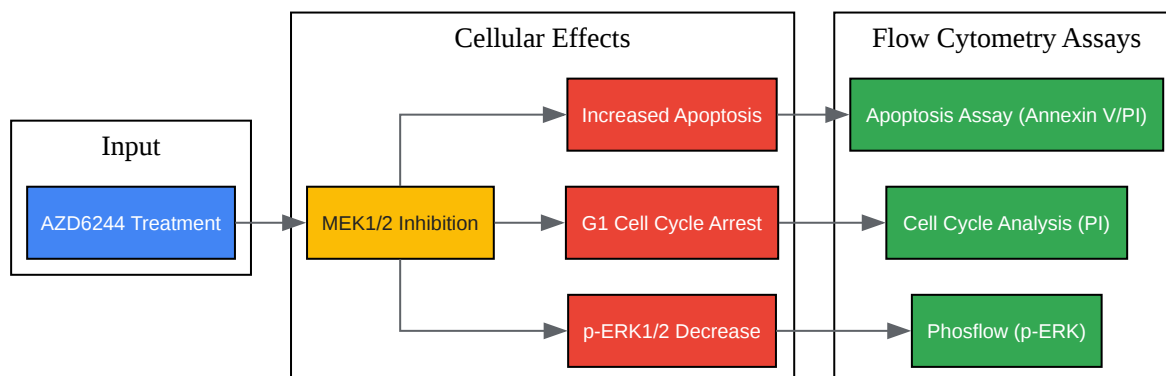 Cellular Effects
Flow Cytometry Assays
Increased Apoptosis
Apoptosis Assay (Annexin V/PI)
Input
AZD6244 Treatment
MEK1/2 Inhibition
G1 Cell Cycle Arrest
Cell Cycle Analysis (PI)
p-ERK1/2 Decrease
Phosflow (p-ERK)